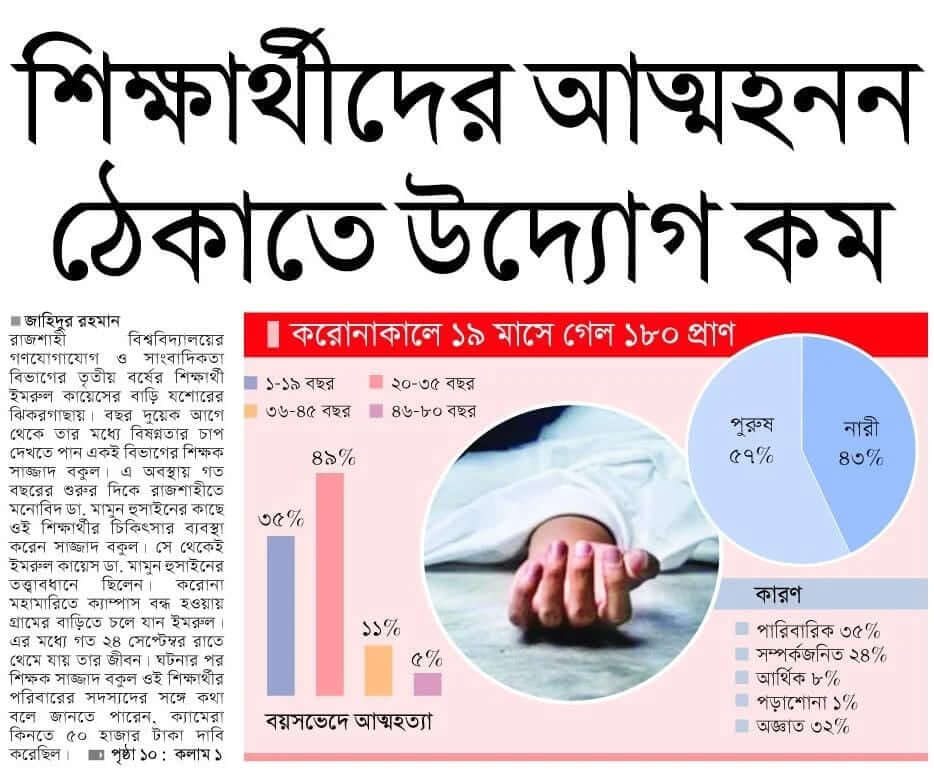 শিক্ষার্থীদের আত্মহনন
ঠেকাতে উদ্যোগ কম
জাহিদুর রহমান
রাজশাহী বিশ্ববিদ্যালয়ের
গণযোগাযোগ ও সাংবাদিকতা
বিভাগের তৃতীয় বর্ষের শিক্ষার্থী
ইমরুল কায়েসের বাড়ি যশোরের
ঝিকরগাছায়। বছর দুয়েক আগে
থেকে তার মধ্যে বিষণ্নতার চাপ
দেখতে পান একই বিভাগের শিক্ষক
সাজ্জাদ বকুল। এ অবস্থায় গত
বছরের শুরুর দিকে রাজশাহীতে
মনোবিদ ডা. মামুন হুসাইনের কাছে
ওই শিক্ষার্থীর চিকিৎসার ব্যবস্থা
করেন সাজ্জাদ বকুল। সে থেকেই
ইমরুল কায়েস ডা. মামুন হুসাইনের
তত্ত্বাবধানে ছিলেন। করোনা
মহামারিতে ক্যাম্পাস বন্ধ হওয়ায়
গ্রামের বাড়িতে চলে যান ইমরুল।
এর মধ্যে গত ২৪ সেপ্টেম্বর রাতে
থেমে যায় তার জীবন। ঘটনার পর
শিক্ষক সাজ্জাদ বকুল ওই শিক্ষার্থীর
পরিবারের সদস্যদের সঙ্গে কথা
বলে জানতে পারেন, ক্যামেরা
কিনতে ৫০ হাজার টাকা দাবি
করেছিল। পৃষ্ঠা ১০ : কলাম ১
করোনাকালে ১৯ মাসে গেল ১৮০ প্রাণ
১-১৯ বছর ২০-৩৫ বছর
৩৬-৪৫ বছর ৪৬-৮০ বছর
৩৫%
৪৯%
১১%
৫%
বয়সভেদে আত্মহত্যা
পুরুষ
৫৭%
নারী
৪৩%
কারণ
পারিবারিক ৩৫%
সম্পর্কজনিত ২৪%
আর্থিক ৮%
পড়াশোনা ১%
অজ্ঞাত ৩২%